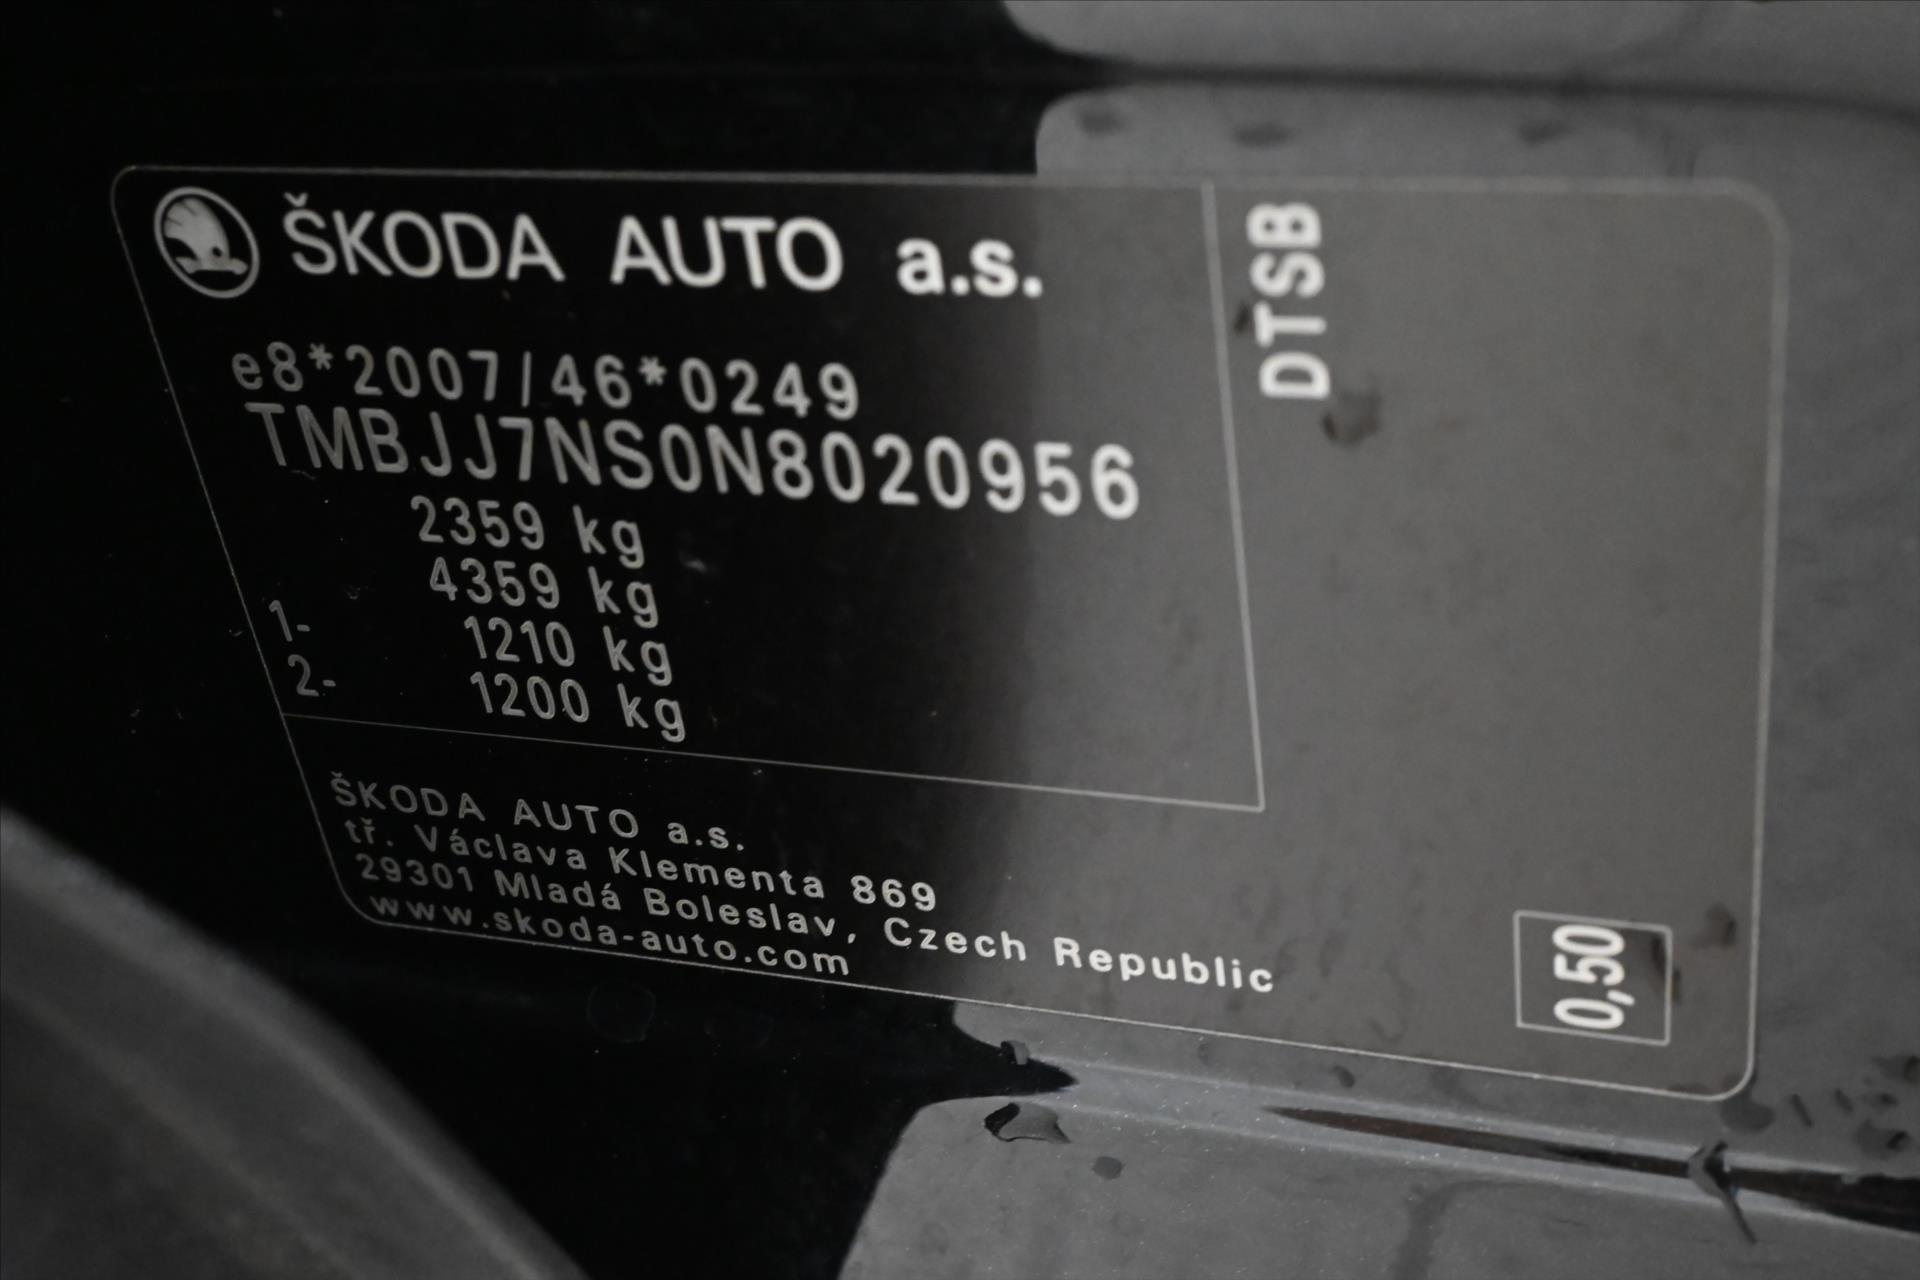 ŠKODA AUTO a.s.
e8*2007/46*0249
TMBJJ7NS0N8020956
2359 kg
4359 kg
1- 1210 kg
2- 1200 kg
DTSB
ŠKODA AUTO a.s.
tř. Václava Klementa 869
29301 Mladá Boleslav, Czech Republic
www.skoda-auto.com
0,50